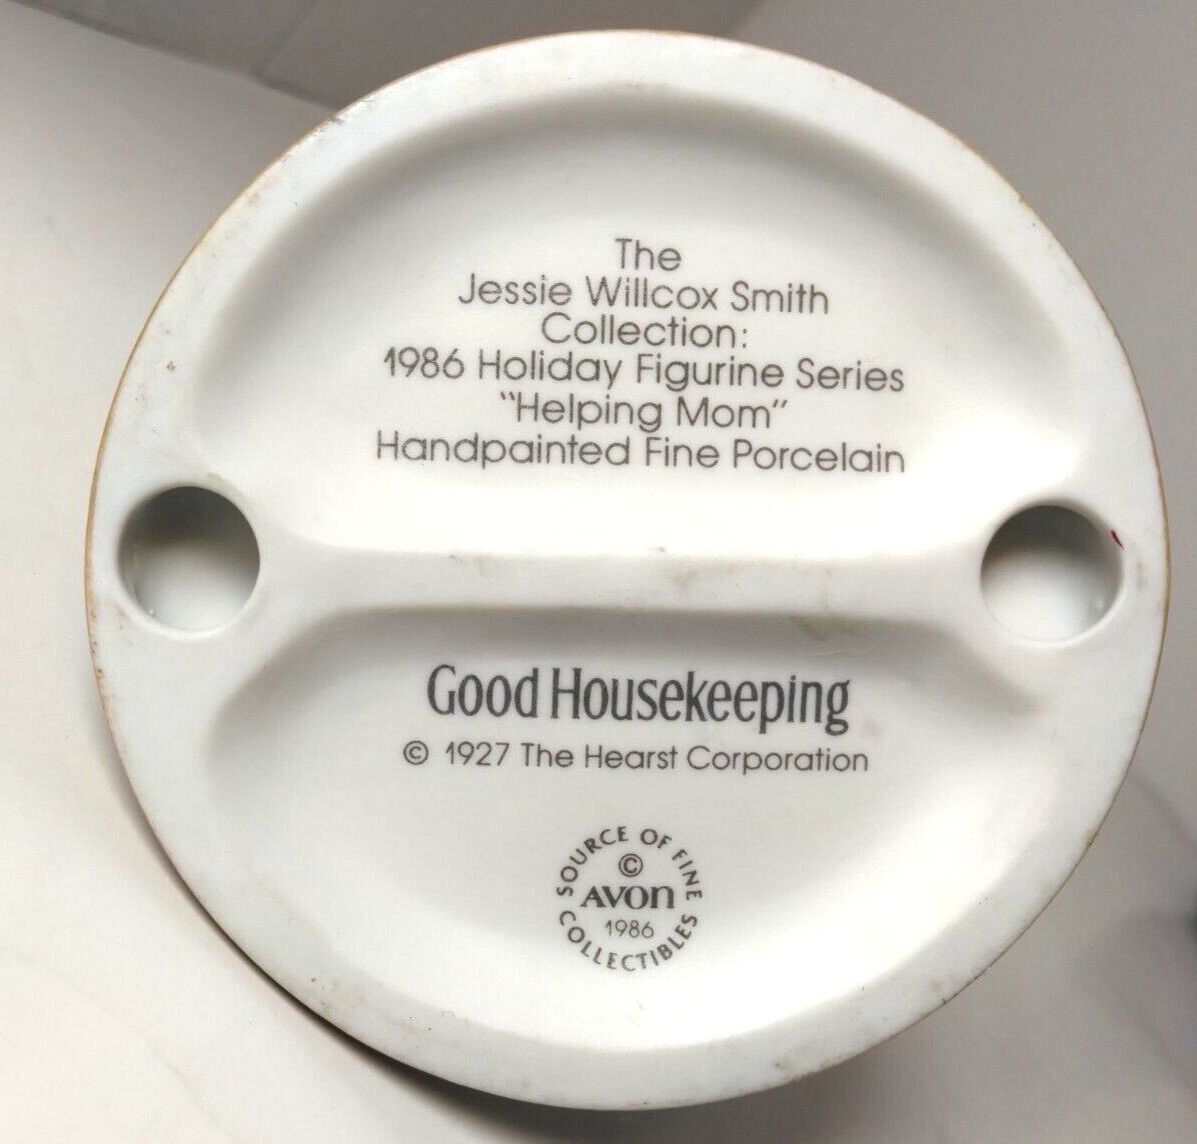 The
Jessie Willcox Smith
Collection:
1986 Holiday Figurine Series
"Helping Mom"
Handpainted Fine Porcelain
Good Housekeeping
© 1927 The Hearst Corporation
SOURCE OF FINE
©
AVON
1986
COLLECTIBLES